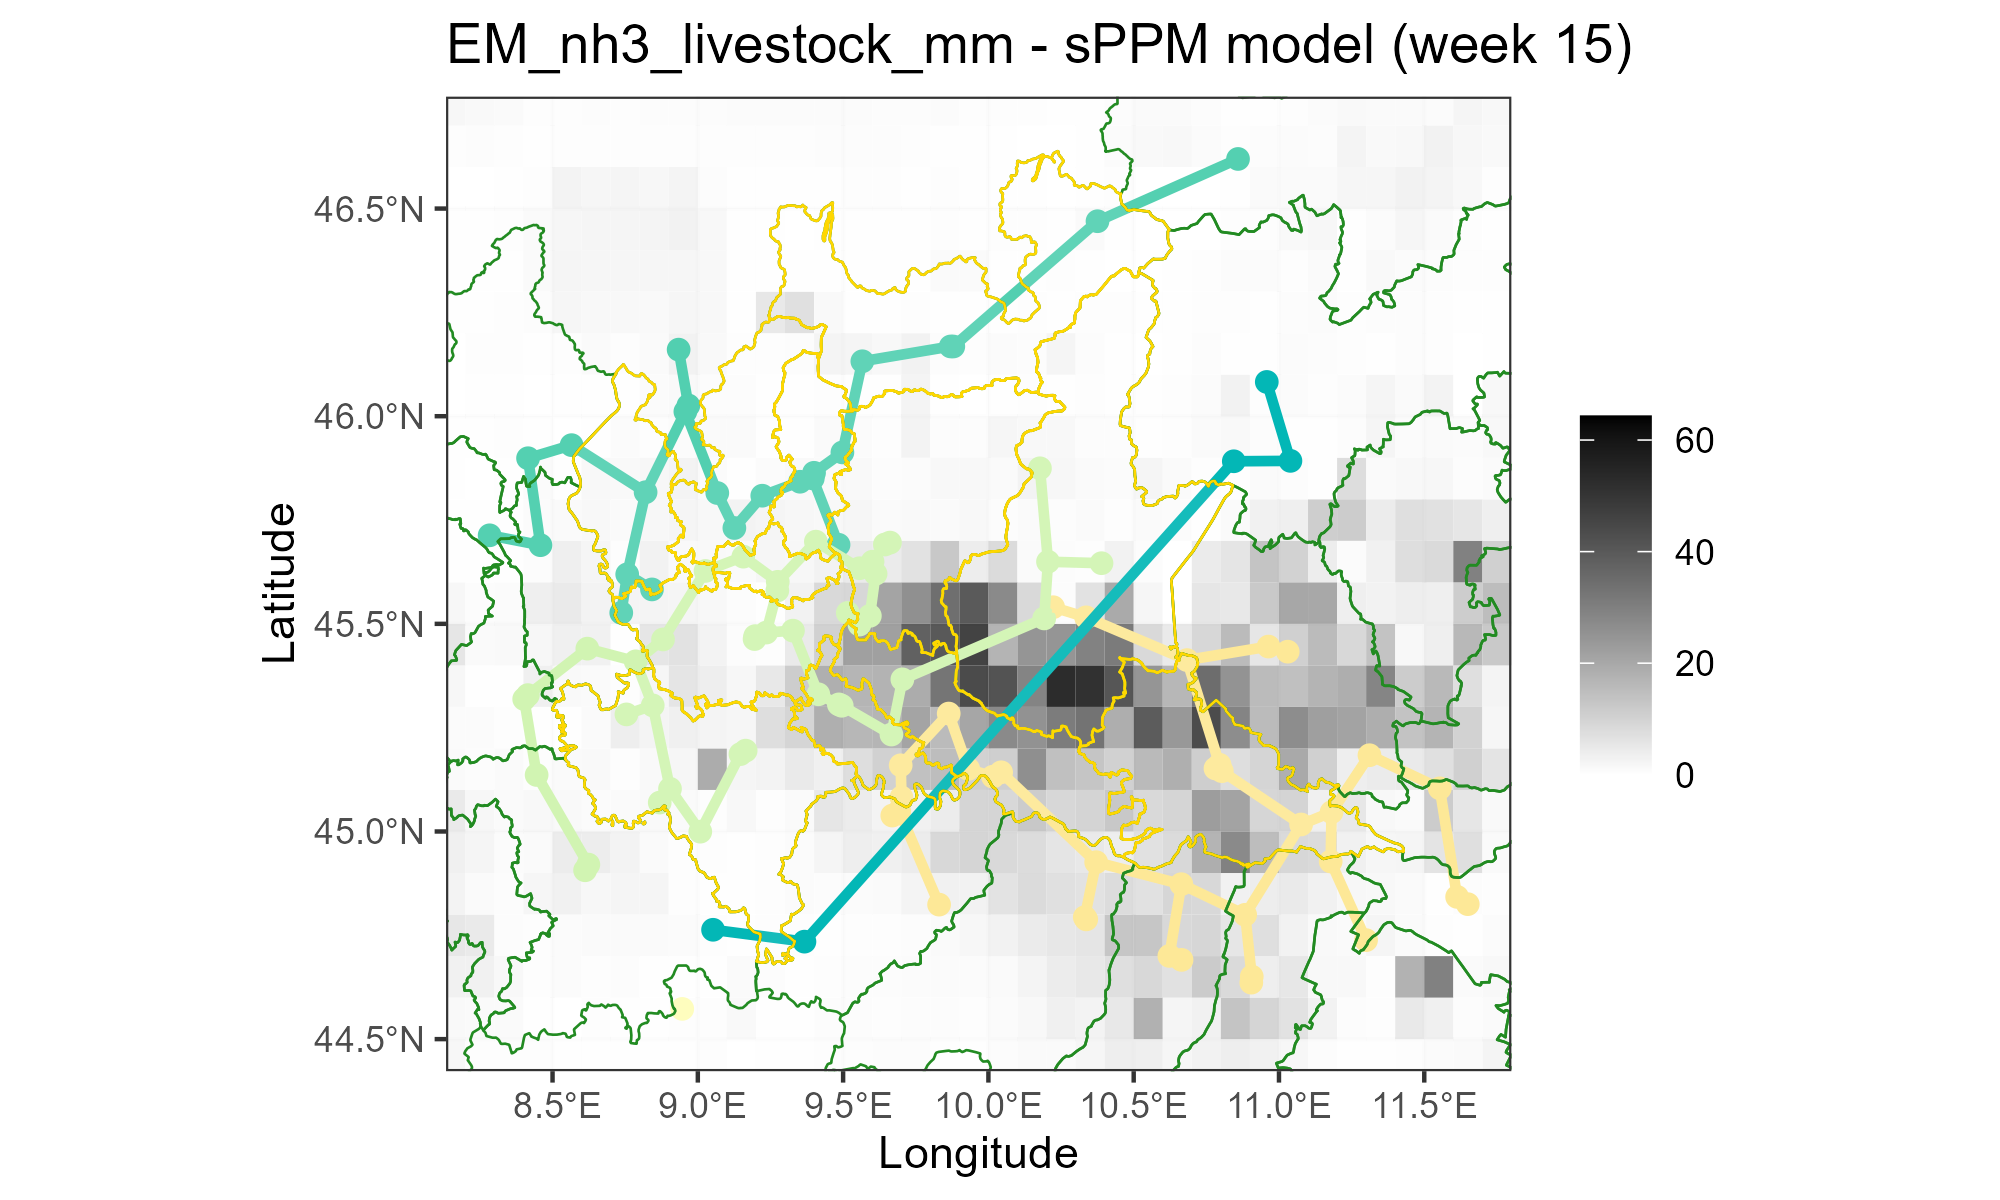 EM_nh3_livestock_mm - sPPM model (week 15)
46.5°N
46.0°N
45.5°N
45.0°N
44.5°N
Latitude
8.5°E
9.0°E
9.5°E
10.0°E
10.5°E
11.0°E
11.5°E
Longitude
60
40
20
0